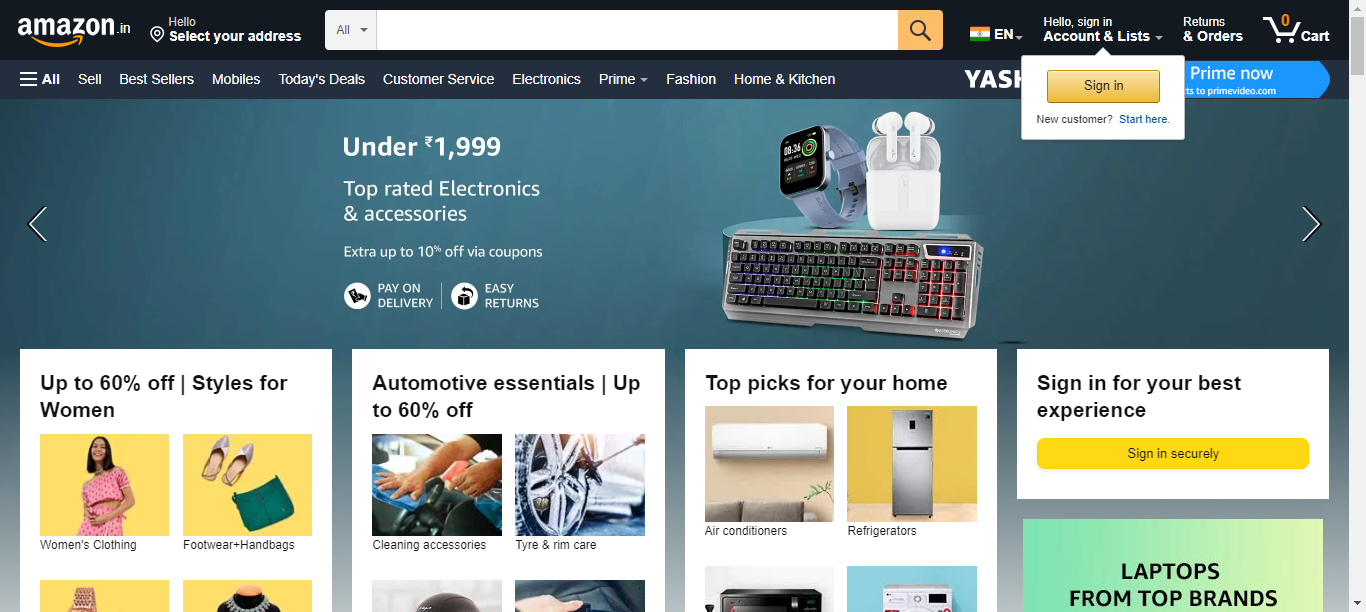 amazon.in
Hello
Select your address
All
EN
Hello, sign in
Account & Lists
Returns
& Orders
0
Cart
All
Sell
Best Sellers
Mobiles
Today's Deals
Customer Service
Electronics
Prime
Fashion
Home & Kitchen
YASH
Prime now
cts to primevideo.com
Sign in
New customer? Start here.
Under ₹1,999
Top rated Electronics
& accessories
Extra up to 10% off via coupons
PAY ON
DELIVERY
EASY
RETURNS
08:36
Up to 60% off | Styles for
Women
Women's Clothing
Footwear+Handbags
Automotive essentials | Up
to 60% off
Cleaning accessories
Tyre & rim care
Top picks for your home
Air conditioners
Refrigerators
Sign in for your best
experience
Sign in securely
LAPTOPS
FROM TOP BRANDS